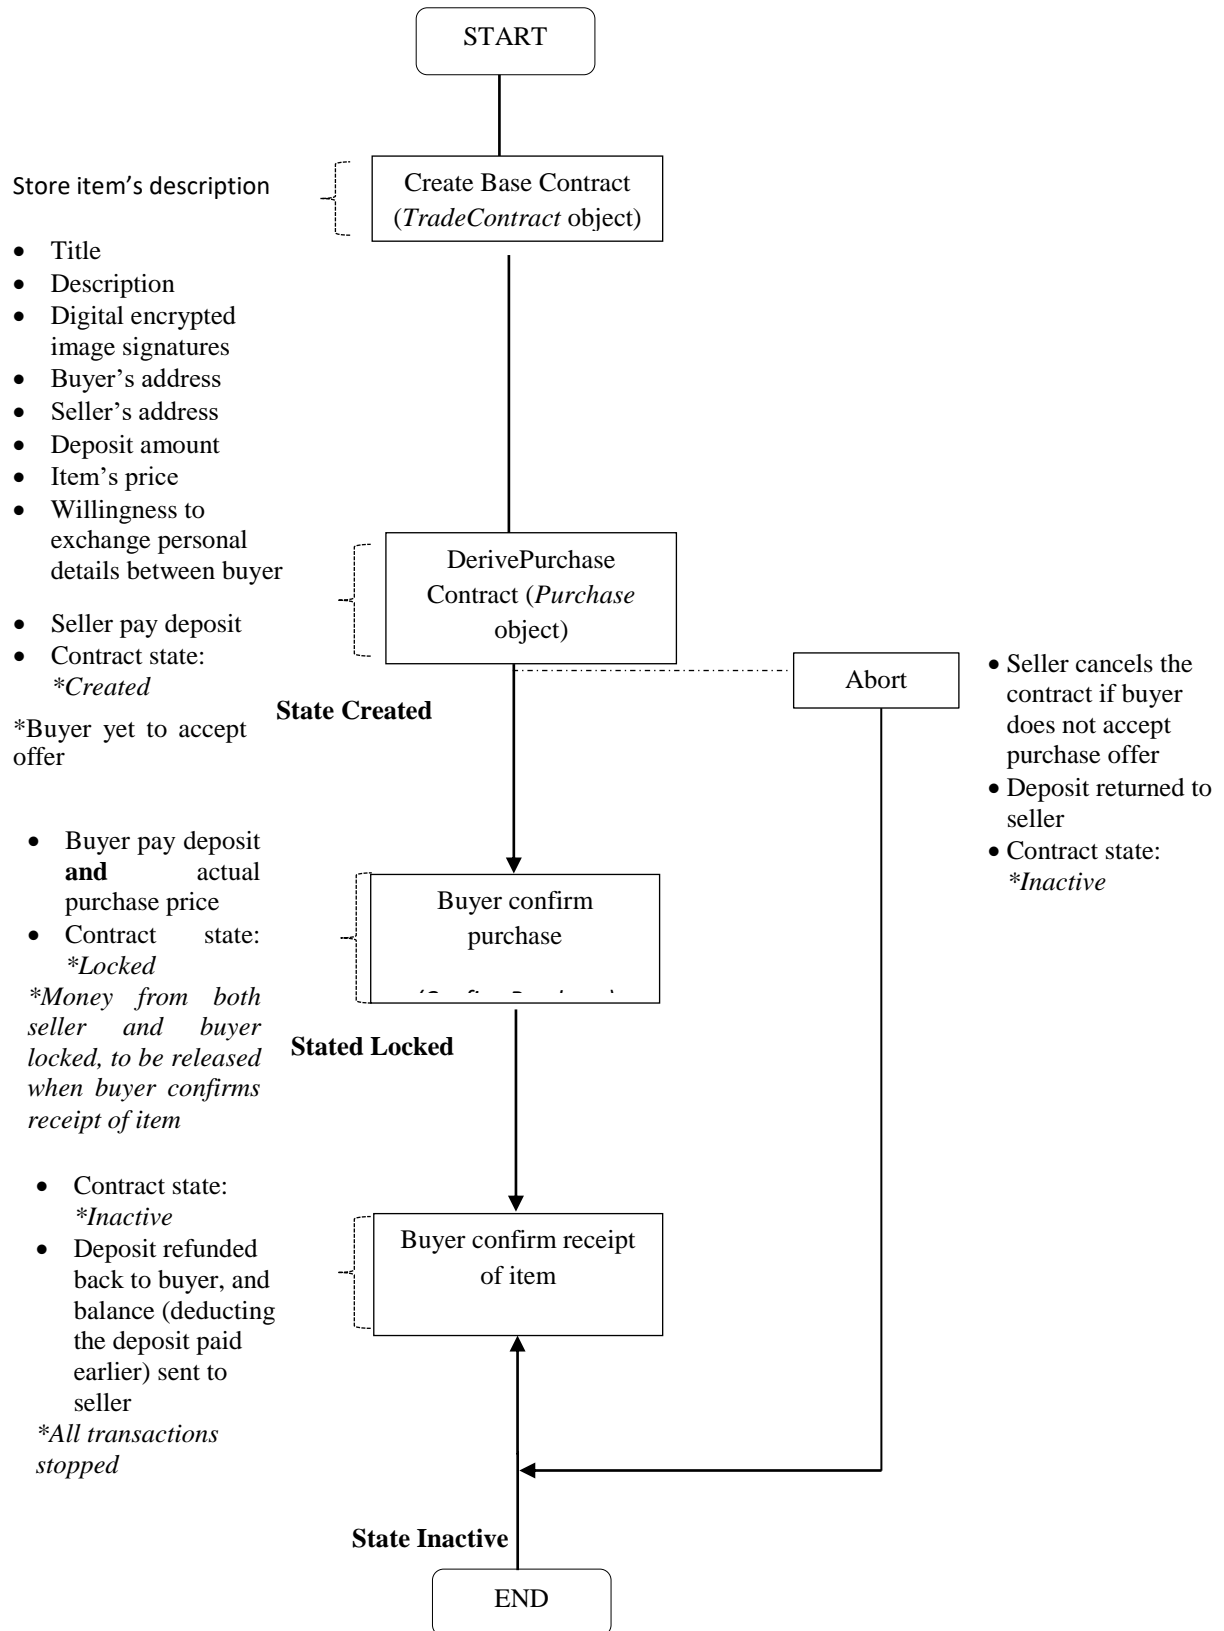 START
Create Base Contract
(TradeContract object)
Store item’s description
• Title
• Description
• Digital encrypted
image signatures
• Buyer’s address
• Seller’s address
• Deposit amount
• Item’s price
• Willingness to
exchange personal
details between buyer
DerivePurchase
Contract (Purchase
object)
• Seller pay deposit
• Contract state:
*Created
*Buyer yet to accept
offer
State Created
Abort
• Seller cancels the
contract if buyer
does not accept
purchase offer
• Deposit returned to
seller
• Contract state:
*Inactive
• Buyer pay deposit
and actual
purchase price
• Contract state:
*Locked
*Money from both
seller and buyer
locked, to be released
when buyer confirms
receipt of item
Buyer confirm
purchase
Stated Locked
• Contract state:
*Inactive
• Deposit refunded
back to buyer, and
balance (deducting
the deposit paid
earlier) sent to
seller
*All transactions
stopped
Buyer confirm receipt
of item
State Inactive
END